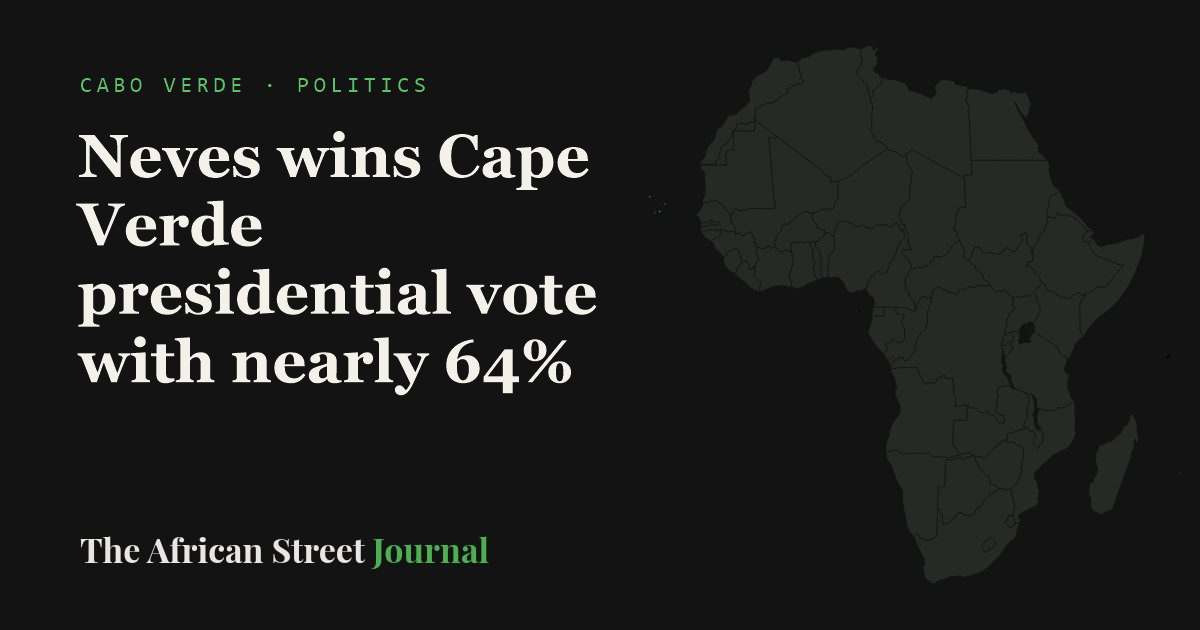 CABO VERDE · POLITICS
Neves wins Cape
Verde
presidential vote
with nearly 64%
The African Street Journal